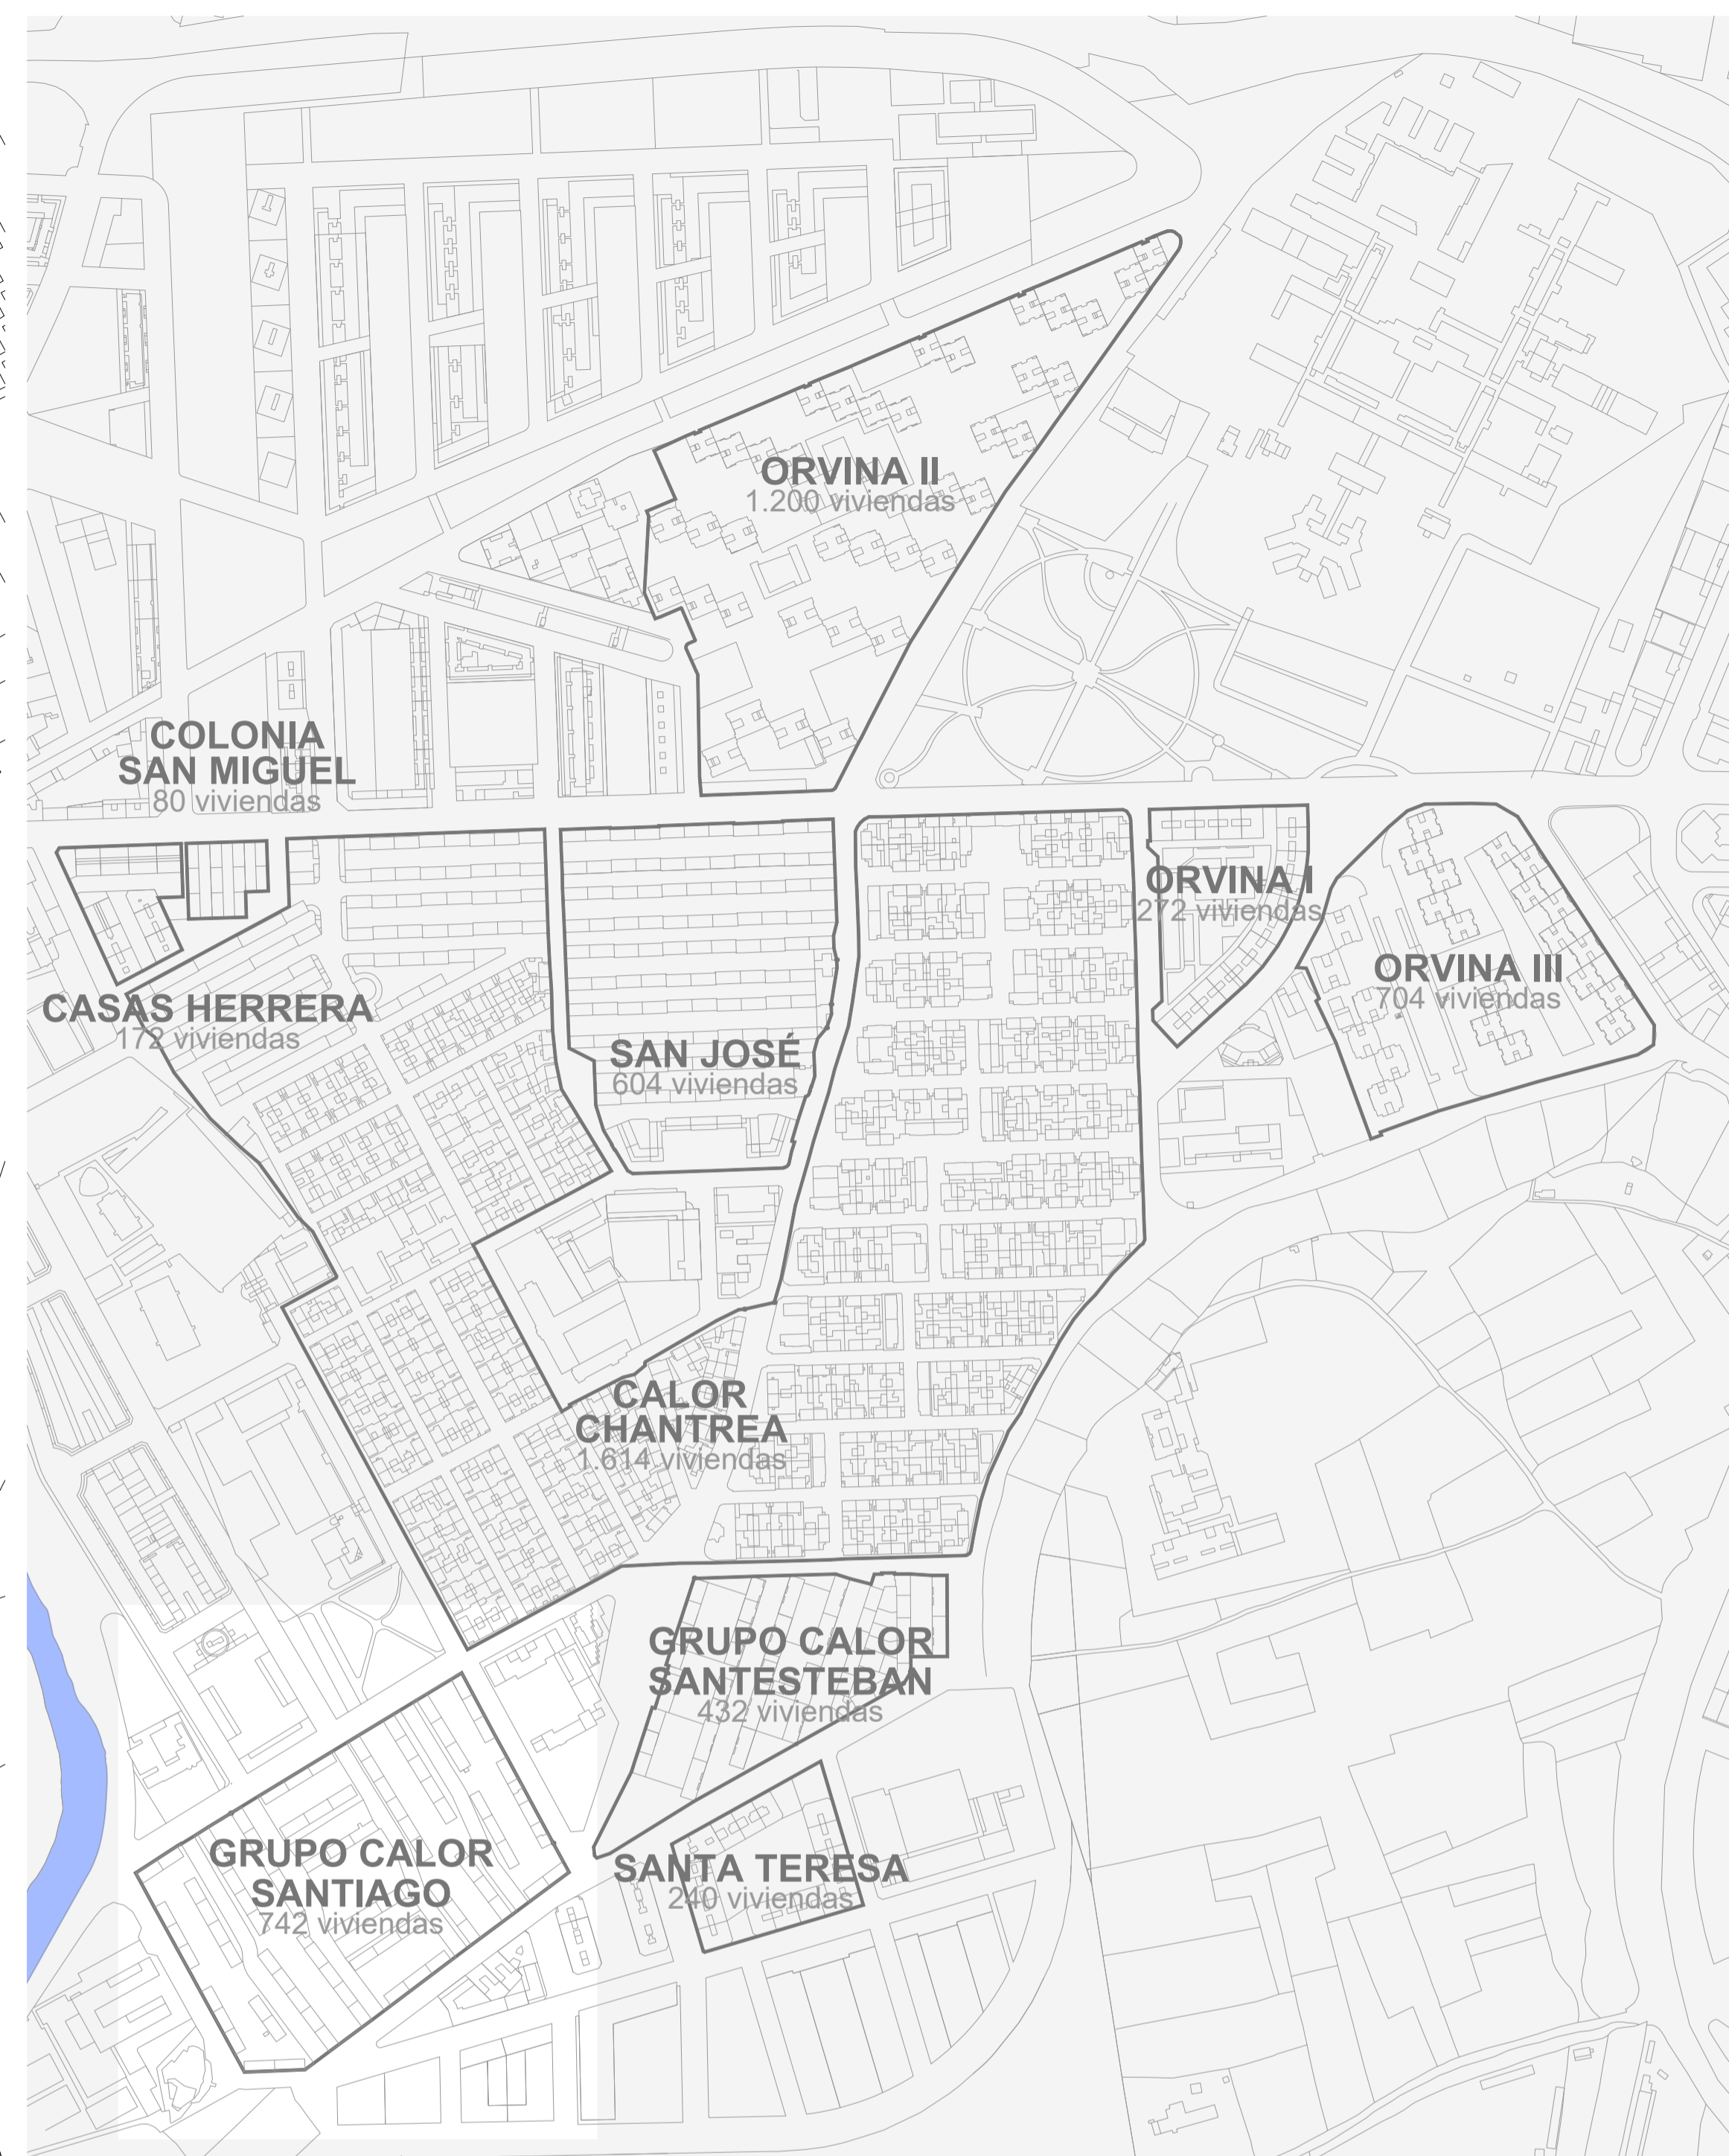 ORVINA II
1.200 viviendas
COLONIA
SAN MIGUEL
80 viviendas
ORVINA I
272 viviendas
ORVINA III
704 viviendas
CASAS HERRERA
172 viviendas
SAN JOSÉ
604 viviendas
CALOR
CHANTREA
1.614 viviendas
GRUPO CALOR
SANTESTEBAN
432 viviendas
GRUPO CALOR
SANTIAGO
742 viviendas
SANTA TERESA
240 viviendas